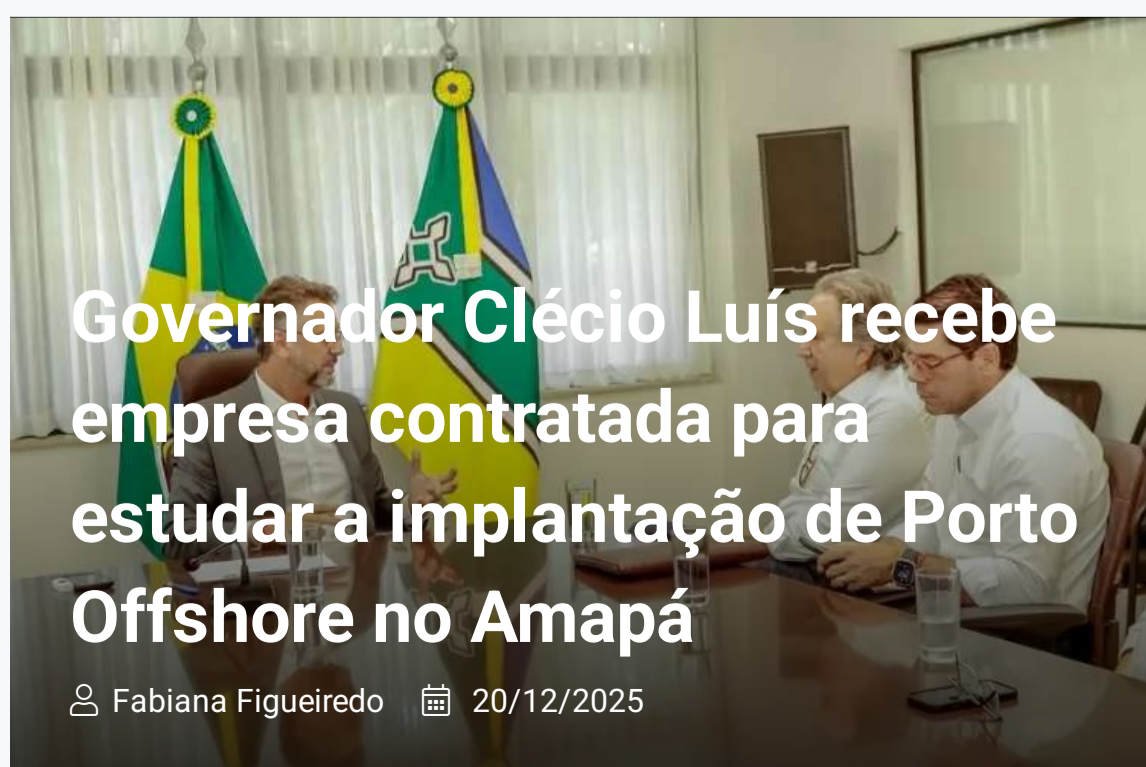 Governador Clécio Luís recebe
empresa contratada para
estudar a implantação de Porto
Offshore no Amapá
Fabiana Figueiredo 20/12/2025